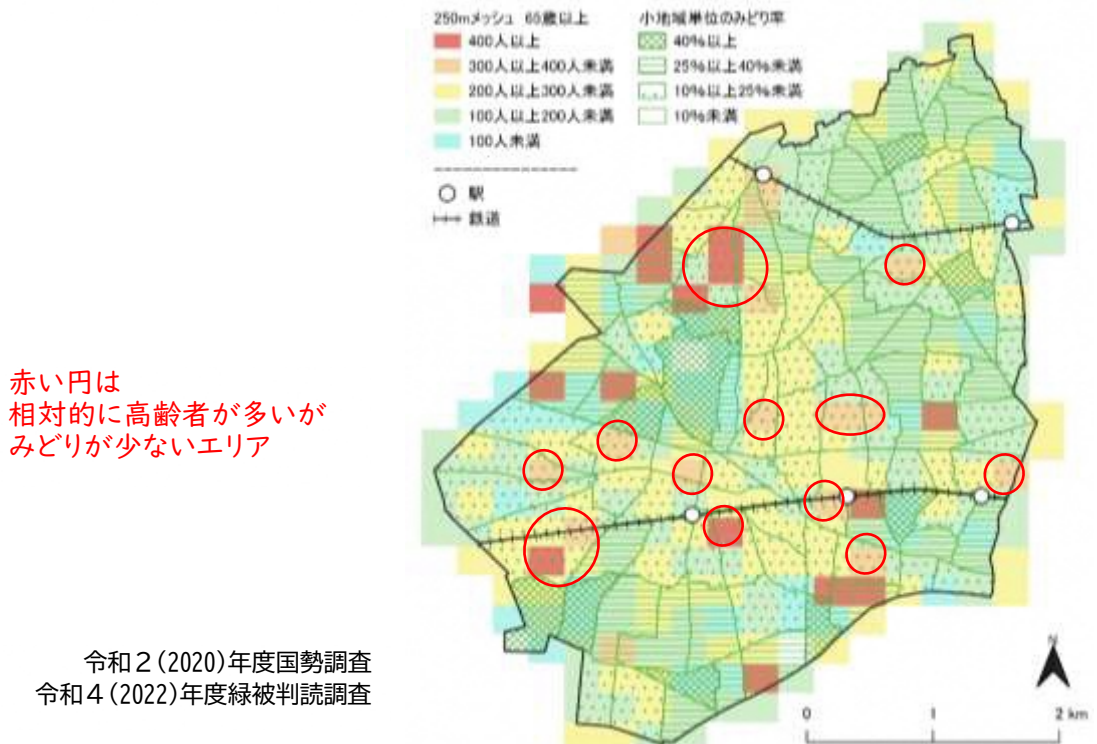 250mメッシュ 65歳以上
400人以上
300人以上400人未満
200人以上300人未満
100人以上200人未満
100人未満
駅
鉄道
小地域単位のみどり率
40%以上
25%以上40%未満
10%以上25%未満
10%未満
赤い円は
相対的に高齢者が多いが
みどりが少ないエリア
令和2(2020)年度国勢調査
令和4(2022)年度緑被判読調査
N
0 1 2 km